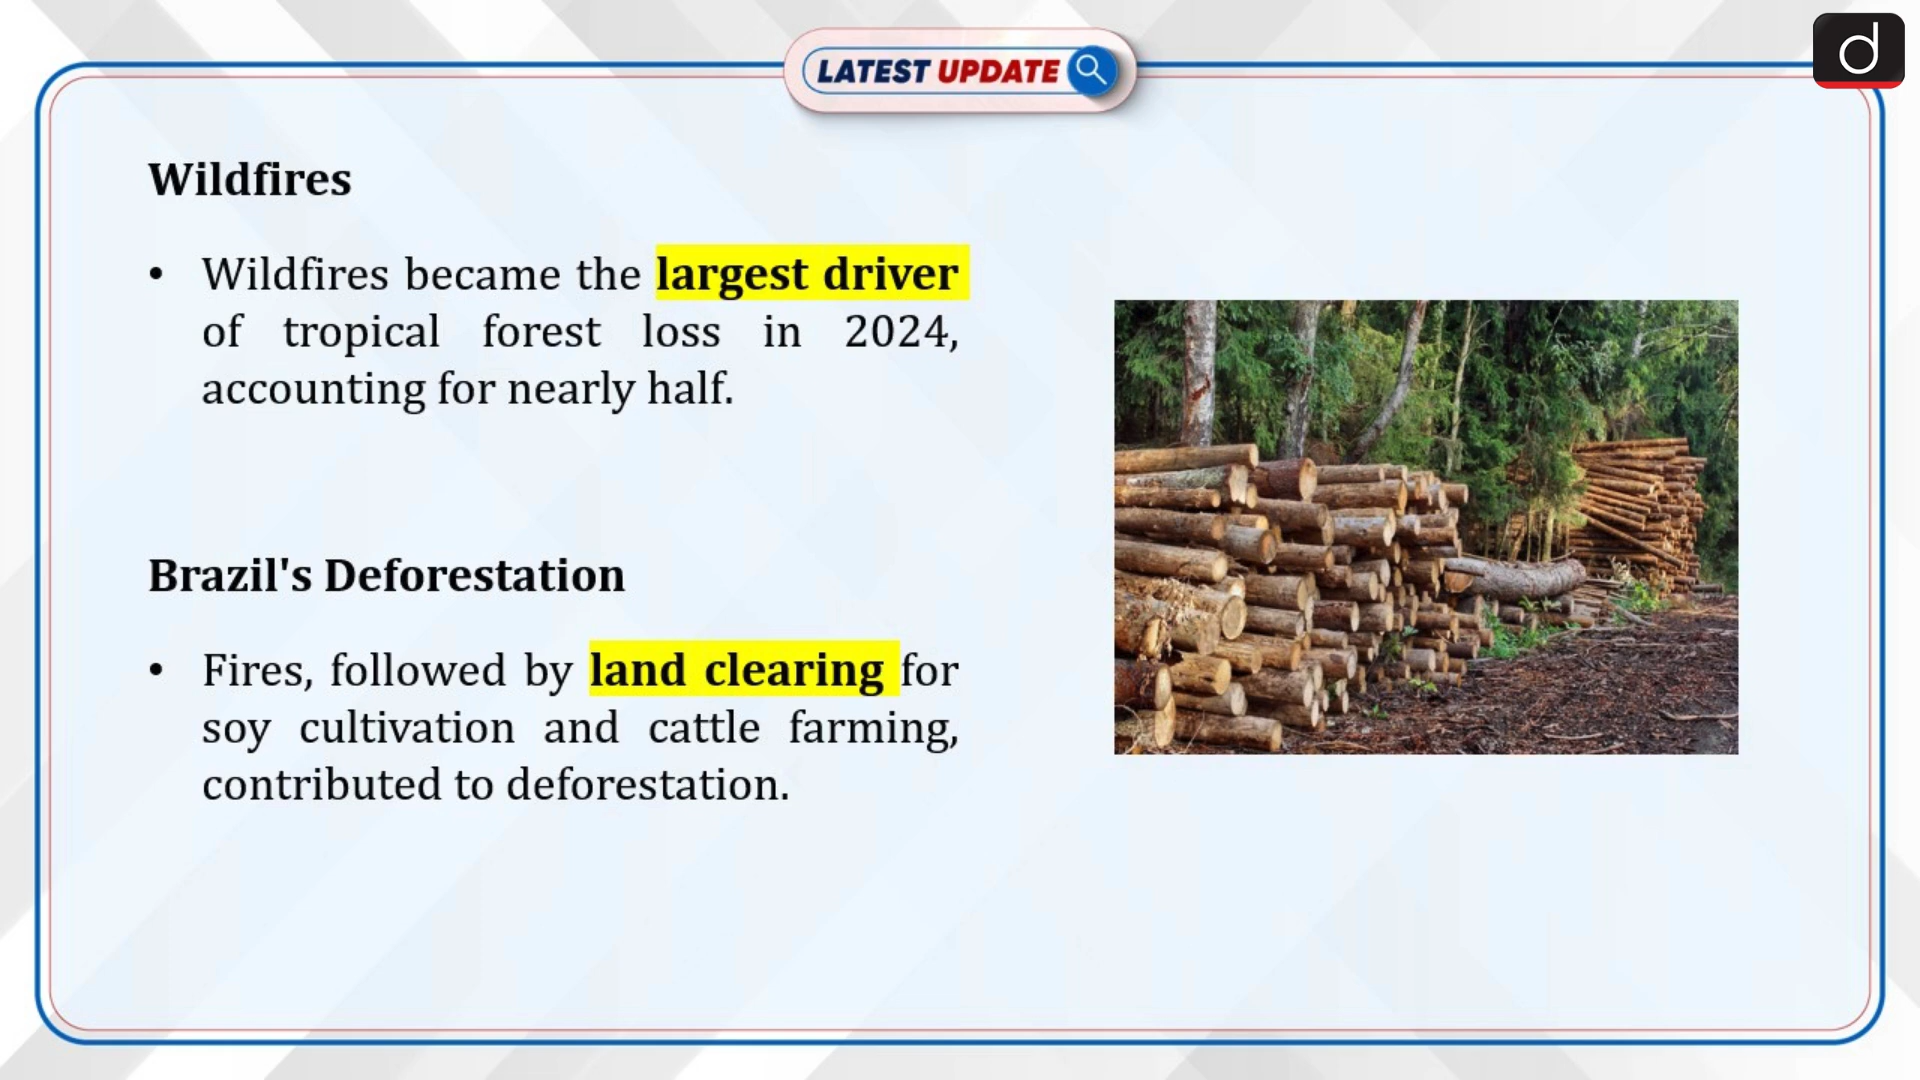 LATEST UPDATE
d
Wildfires
• Wildfires became the largest driver
of tropical forest loss in 2024,
accounting for nearly half.
Brazil's Deforestation
• Fires, followed by land clearing for
soy cultivation and cattle farming,
contributed to deforestation.